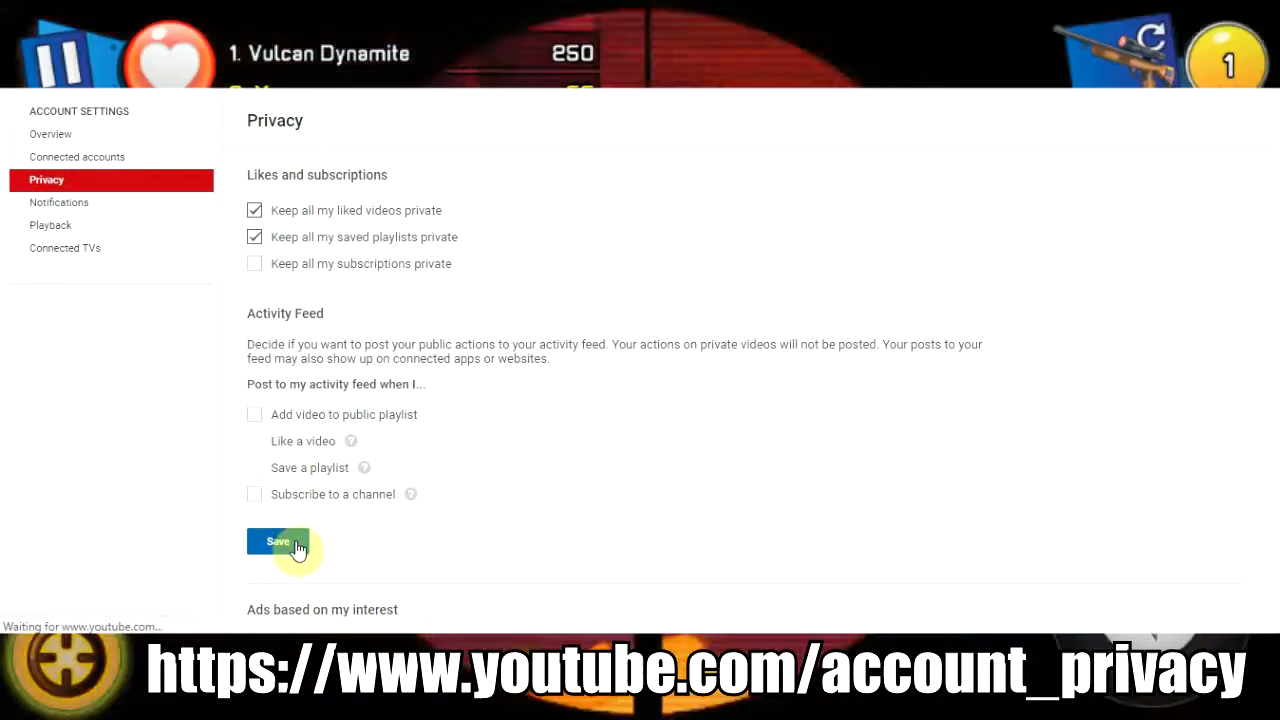 1. Vulcan Dynamite 250
1
ACCOUNT SETTINGS
Overview
Connected accounts
Privacy
Notifications
Playback
Connected TVs
Privacy
Likes and subscriptions
Keep all my liked videos private
Keep all my saved playlists private
Keep all my subscriptions private
Activity Feed
Decide if you want to post your public actions to your activity feed. Your actions on private videos will not be posted. Your posts to your
feed may also show up on connected apps or websites.
Post to my activity feed when I...
Add video to public playlist
Like a video ?
Save a playlist ?
Subscribe to a channel ?
Save
Ads based on my interest
Waiting for www.youtube.com...
https://www.youtube.com/account_privacy